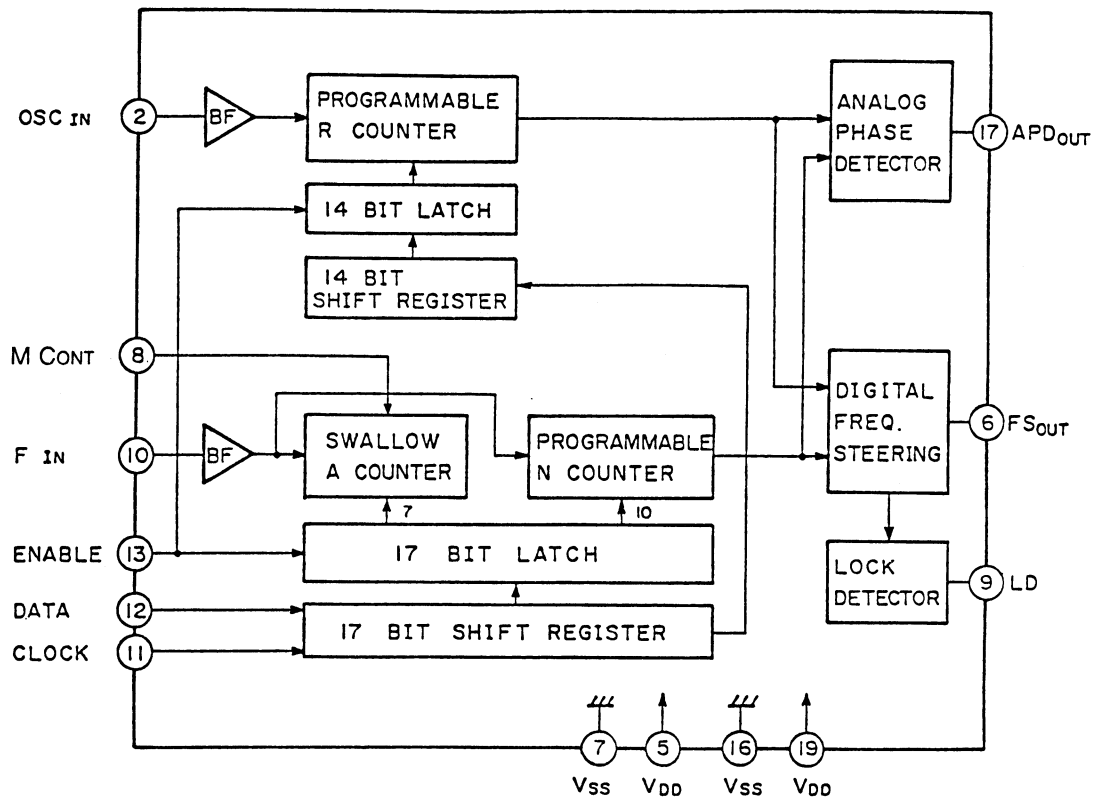 OSC IN
2
BF
PROGRAMMABLE
R COUNTER
ANALOG
PHASE
DETECTOR
17
APDOUT
14 BIT LATCH
14 BIT
SHIFT REGISTER
M CONT
8
F IN
10
BF
SWALLOW
A COUNTER
PROGRAMMABLE
N COUNTER
DIGITAL
FREQ.
STEERING
6
FSOUT
7
10
ENABLE
13
17 BIT LATCH
LOCK
DETECTOR
9
LD
DATA
12
17 BIT SHIFT REGISTER
CLOCK
11
7
5
16
19
VSS
VDD
VSS
VDD